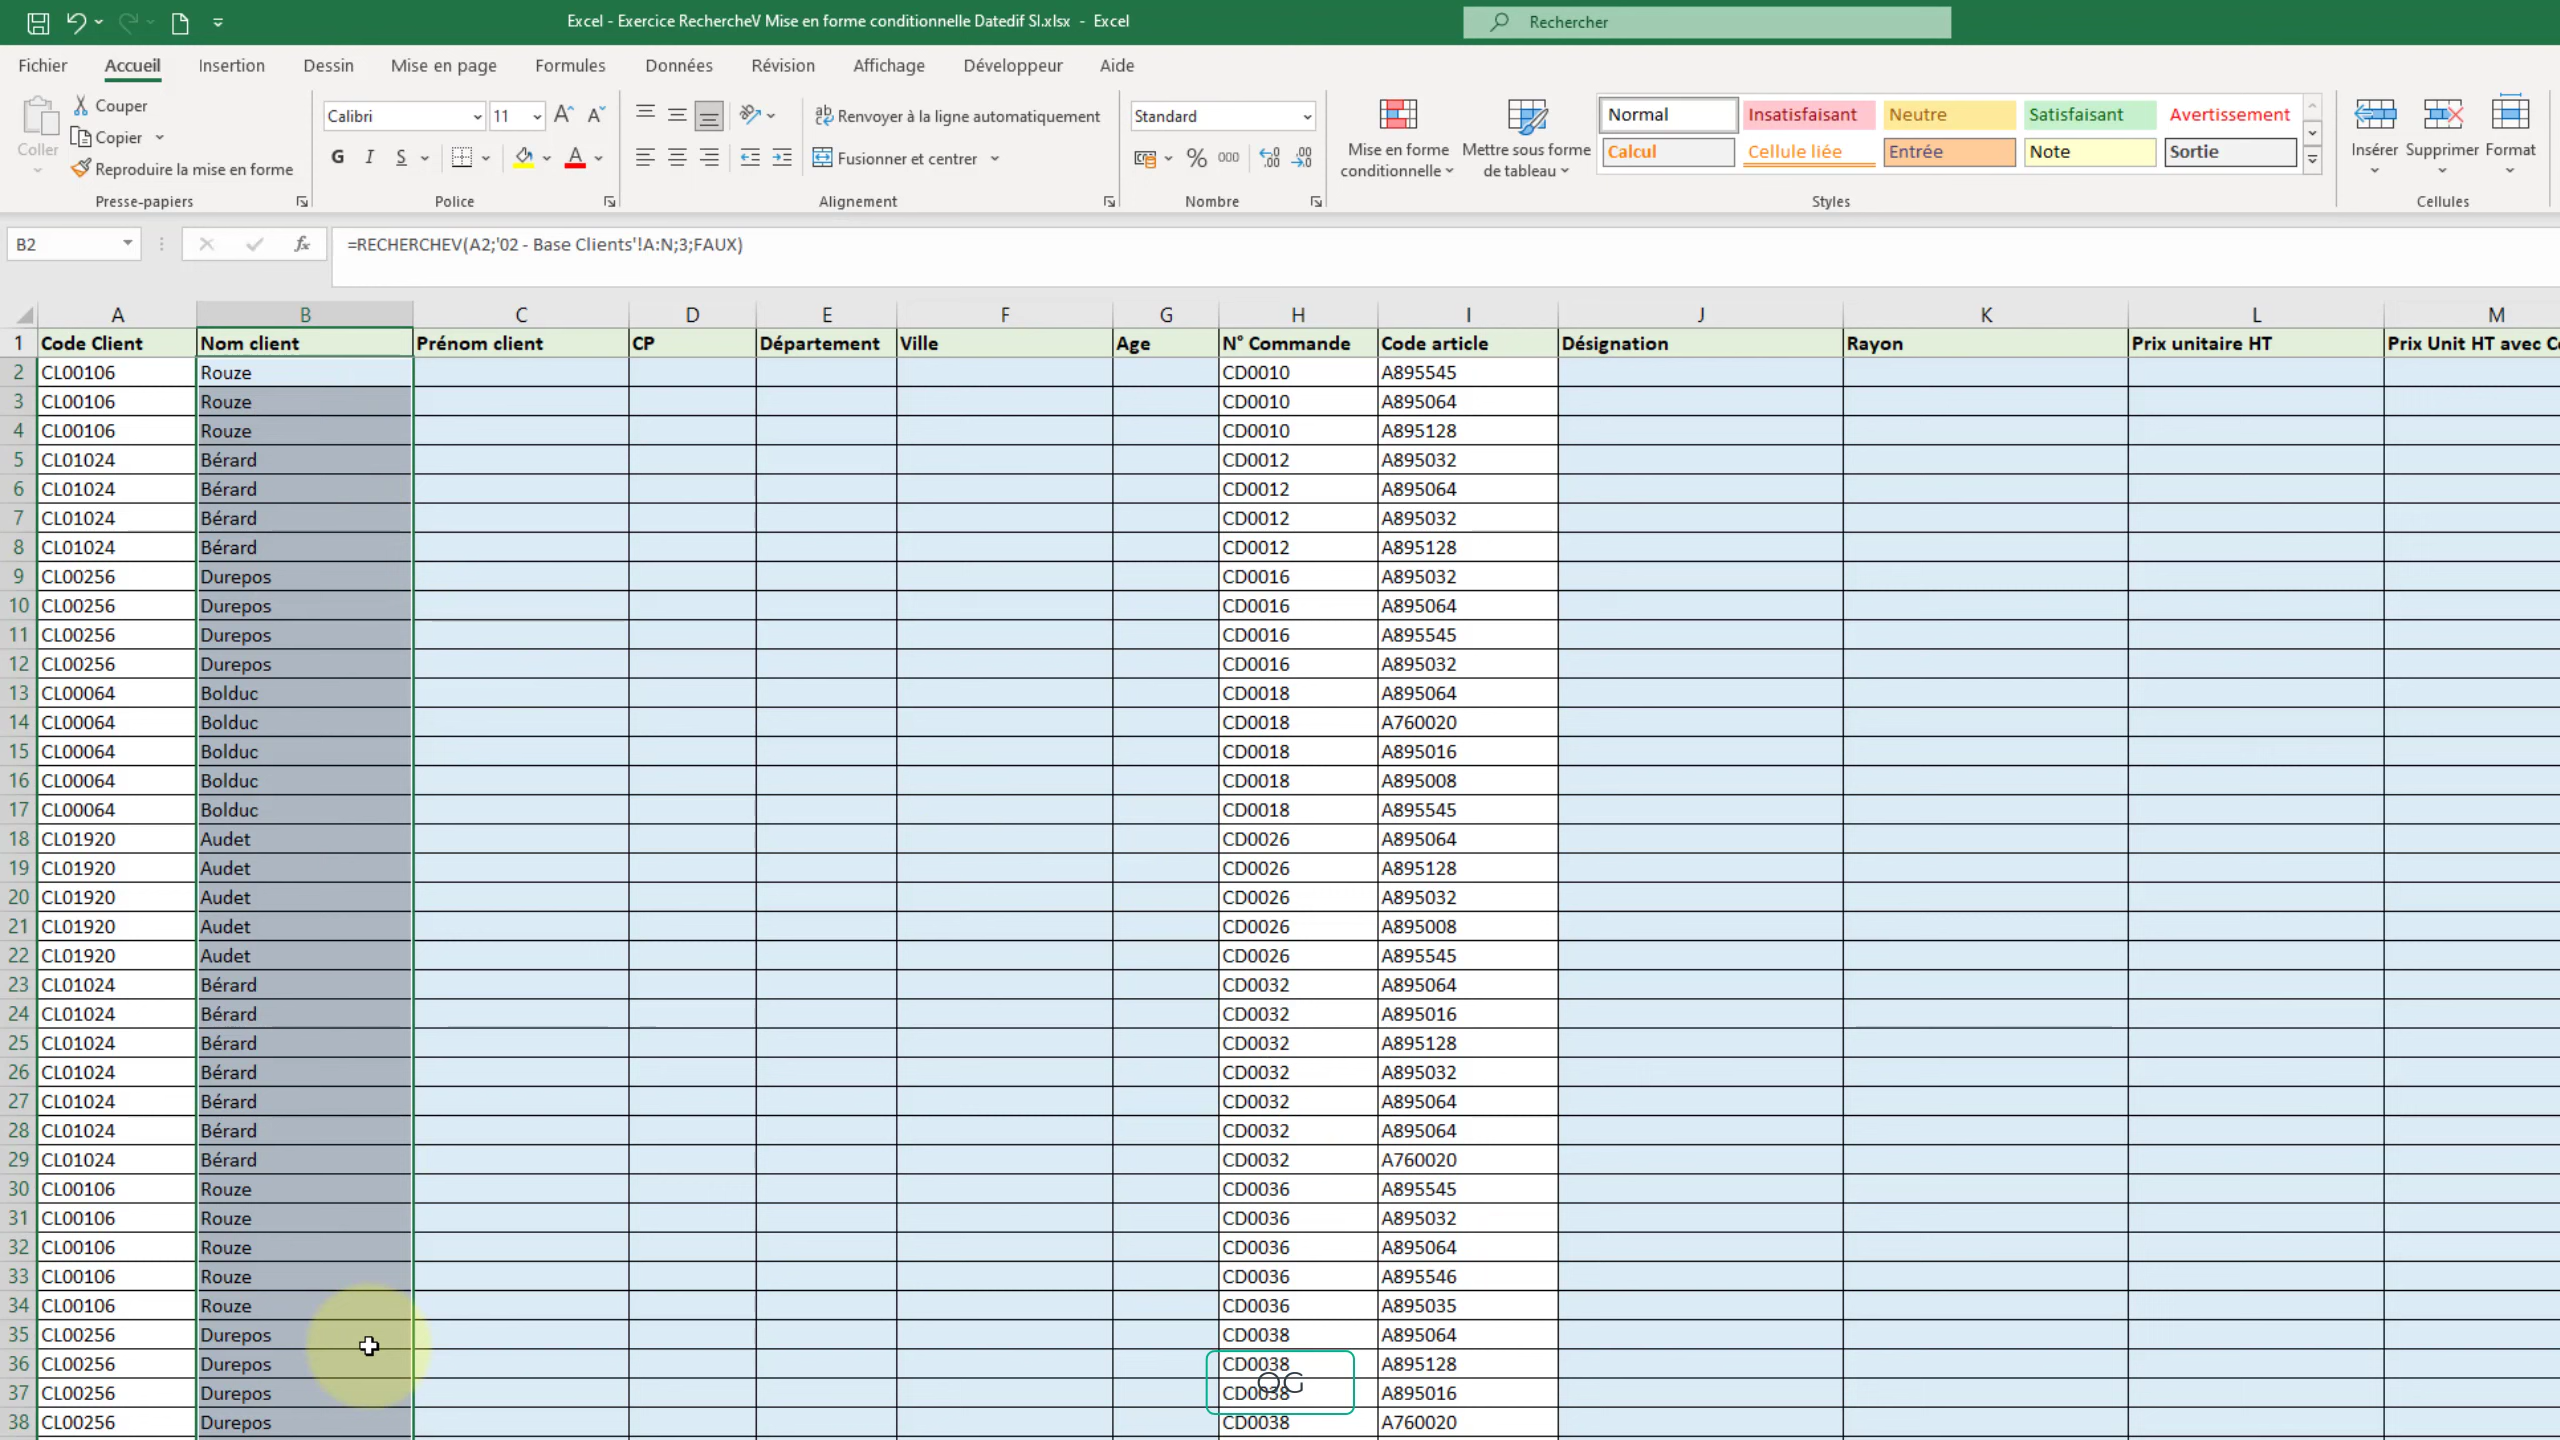 Excel - Exercice RechercheV Mise en forme conditionnelle Datedif SI.xlsx - Excel
Rechercher
Fichier Accueil Insertion Dessin Mise en page Formules Données Révision Affichage Développeur Aide
Coller
Couper
Copier
Reproduire la mise en forme
Presse-papiers
Calibri 11
G I S
Police
Renvoyer à la ligne automatiquement
Fusionner et centrer
Alignement
Standard
% 000
Nombre
Mise en forme conditionnelle
Mettre sous forme de tableau
Normal Insatisfaisant Neutre Satisfaisant Avertissement
Calcul Cellule liée Entrée Note Sortie
Styles
Insérer Supprimer Format
Cellules
B2 fx =RECHERCHEV(A2;'02 - Base Clients'!A:N;3;FAUX)
A B C D E F G H I J K L M
1 Code Client Nom client Prénom client CP Département Ville Age N° Commande Code article Désignation Rayon Prix unitaire HT Prix Unit HT avec
2 CL00106 Rouze CD0010 A895545
3 CL00106 Rouze CD0010 A895064
4 CL00106 Rouze CD0010 A895128
5 CL01024 Bérard CD0012 A895032
6 CL01024 Bérard CD0012 A895064
7 CL01024 Bérard CD0012 A895032
8 CL01024 Bérard CD0012 A895128
9 CL00256 Durepos CD0016 A895032
10 CL00256 Durepos CD0016 A895064
11 CL00256 Durepos CD0016 A895545
12 CL00256 Durepos CD0016 A895032
13 CL00064 Bolduc CD0018 A895064
14 CL00064 Bolduc CD0018 A760020
15 CL00064 Bolduc CD0018 A895016
16 CL00064 Bolduc CD0018 A895008
17 CL00064 Bolduc CD0018 A895545
18 CL01920 Audet CD0026 A895064
19 CL01920 Audet CD0026 A895128
20 CL01920 Audet CD0026 A895032
21 CL01920 Audet CD0026 A895008
22 CL01920 Audet CD0026 A895545
23 CL01024 Bérard CD0032 A895064
24 CL01024 Bérard CD0032 A895016
25 CL01024 Bérard CD0032 A895128
26 CL01024 Bérard CD0032 A895032
27 CL01024 Bérard CD0032 A895064
28 CL01024 Bérard CD0032 A895064
29 CL01024 Bérard CD0032 A760020
30 CL00106 Rouze CD0036 A895545
31 CL00106 Rouze CD0036 A895032
32 CL00106 Rouze CD0036 A895064
33 CL00106 Rouze CD0036 A895546
34 CL00106 Rouze CD0036 A895035
35 CL00256 Durepos CD0038 A895064
36 CL00256 Durepos CD0038 A895128
37 CL00256 Durepos CD0038 A895016
38 CL00256 Durepos CD0038 A760020